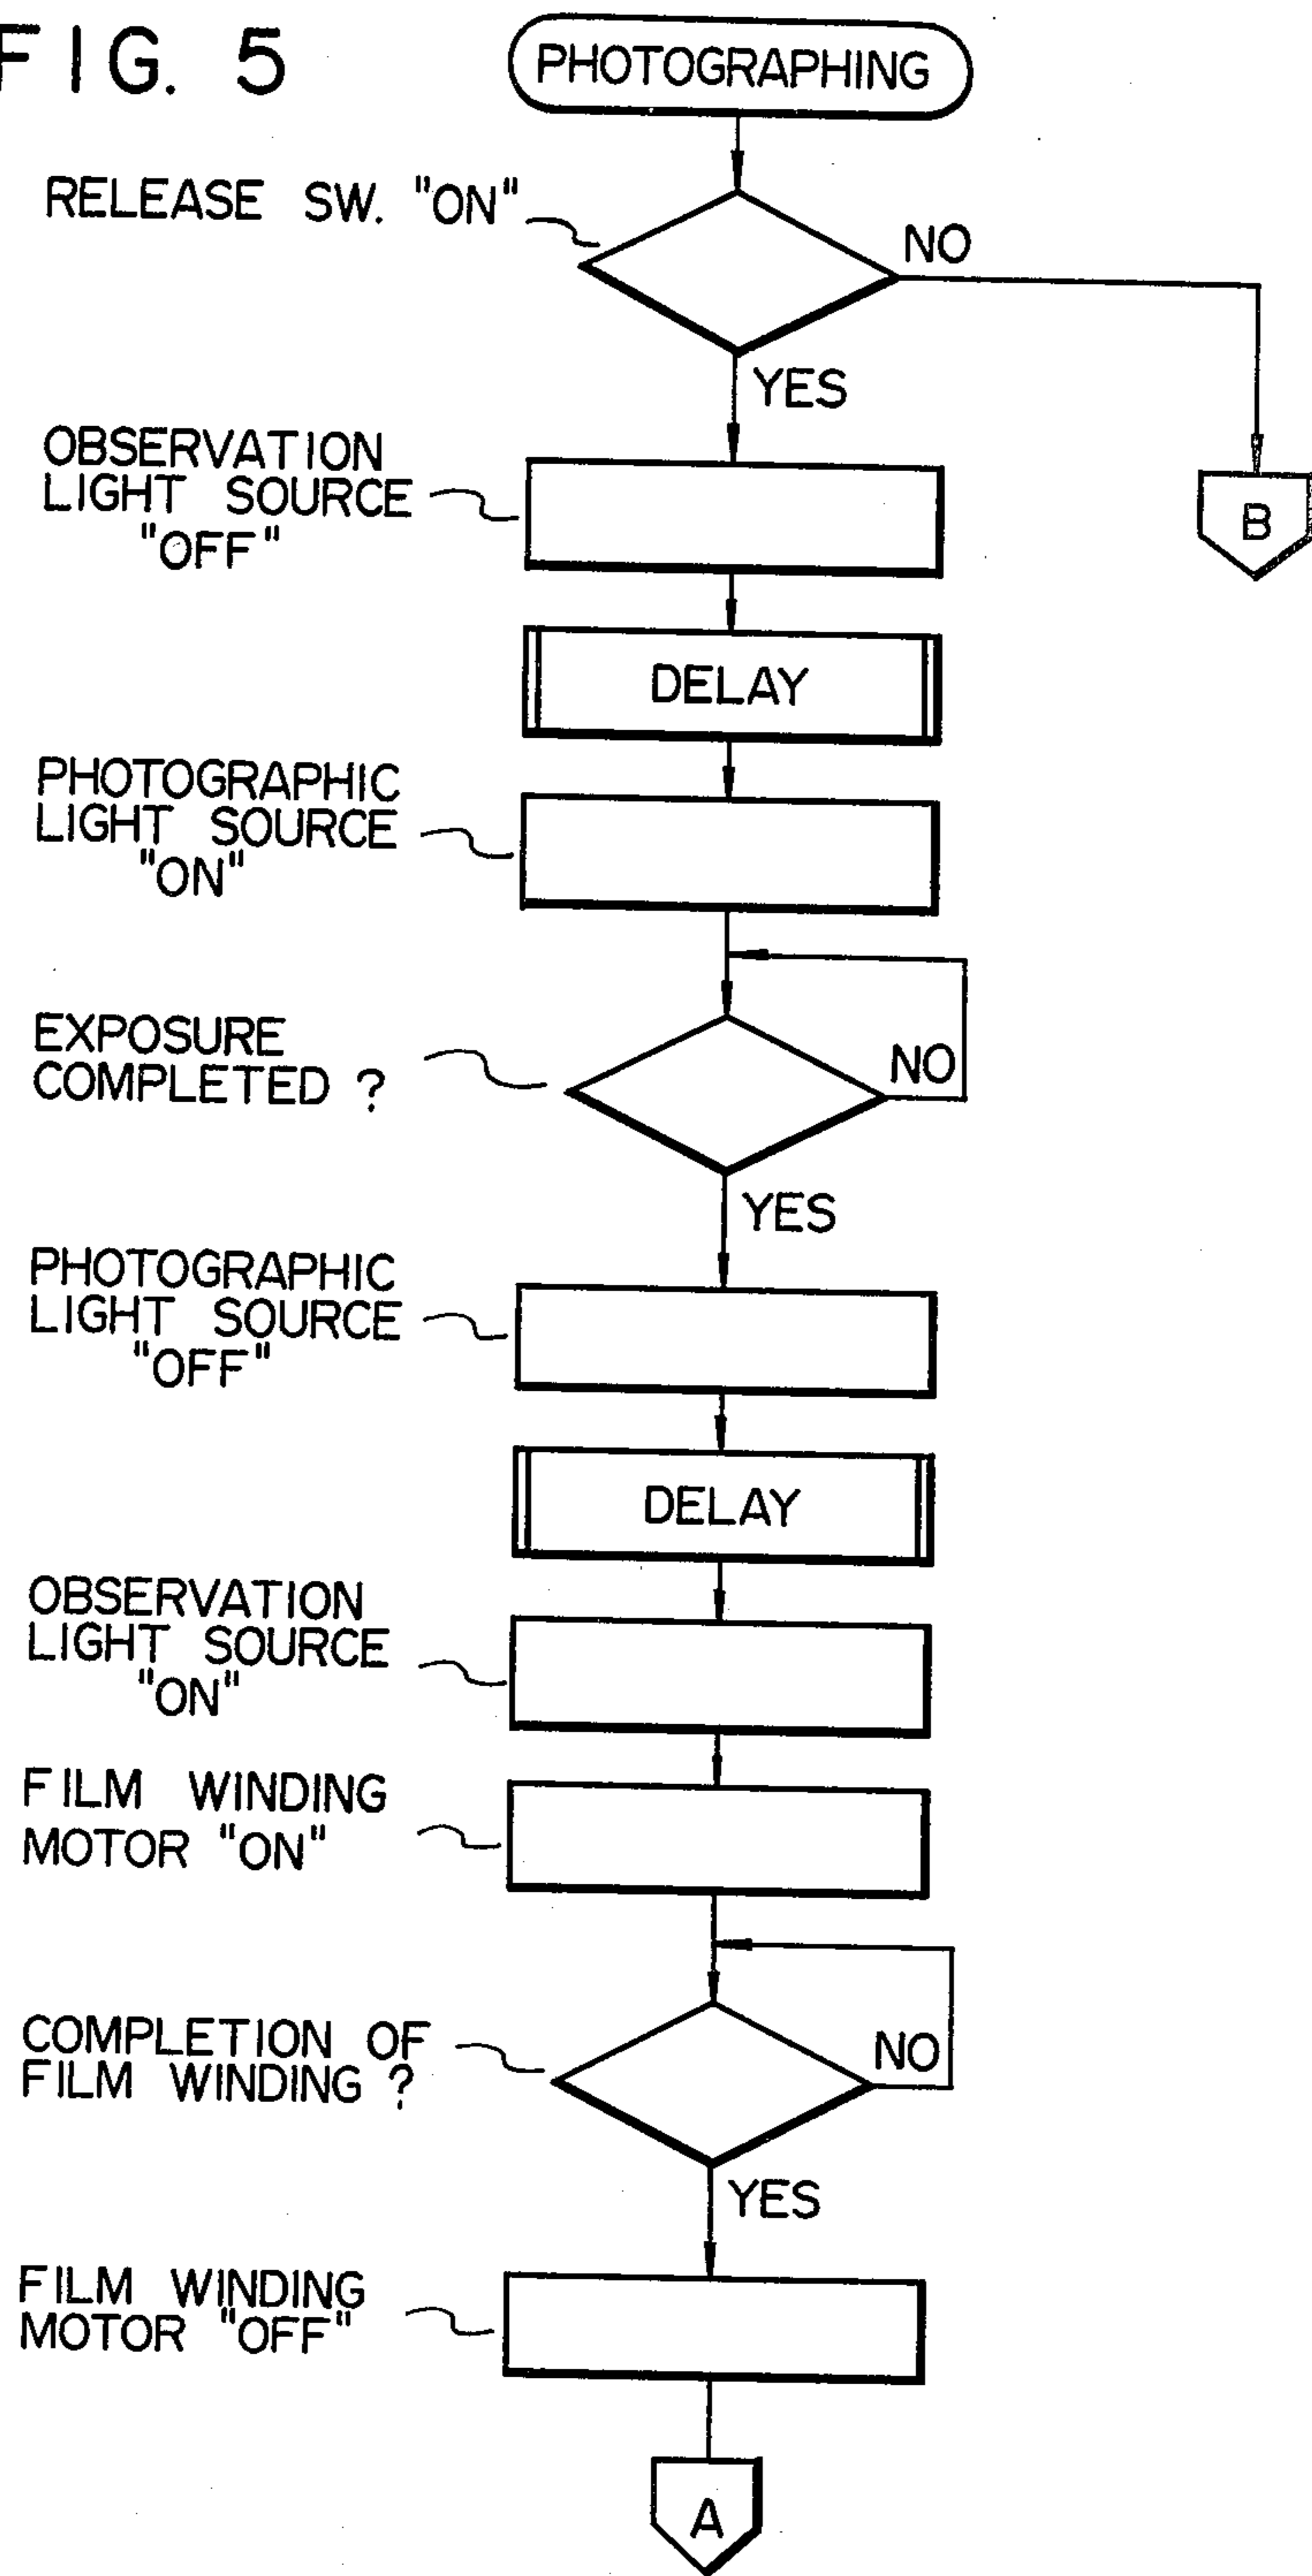 FIG. 5
PHOTOGRAPHING
RELEASE SW. "ON"
NO
YES
B
OBSERVATION
LIGHT SOURCE
"OFF"
DELAY
PHOTOGRAPHIC
LIGHT SOURCE
"ON"
EXPOSURE
COMPLETED ?
NO
YES
PHOTOGRAPHIC
LIGHT SOURCE
"OFF"
DELAY
OBSERVATION
LIGHT SOURCE
"ON"
FILM WINDING
MOTOR "ON"
COMPLETION OF
FILM WINDING ?
NO
YES
FILM WINDING
MOTOR "OFF"
A